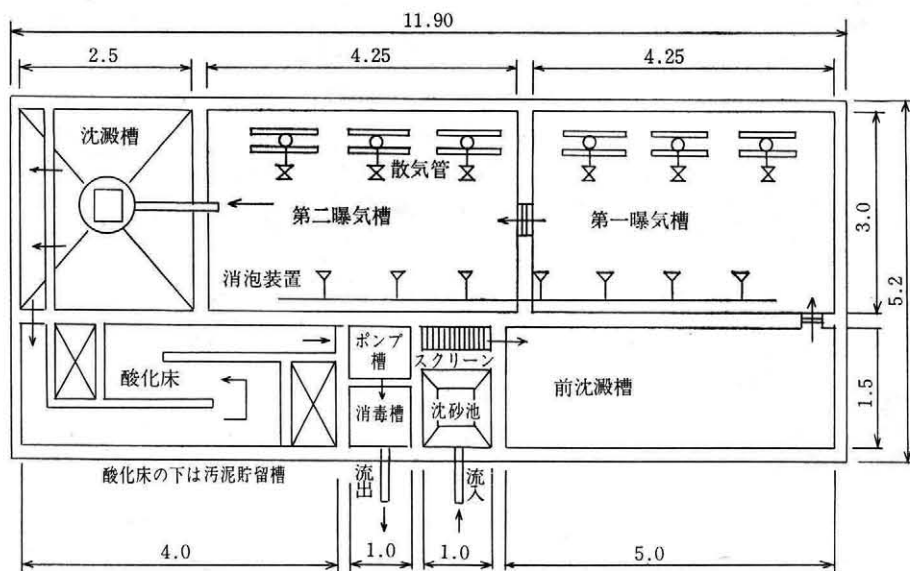 11.90
2.5
4.25
4.25
沈澱槽
散気管
第二曝気槽
第一曝気槽
消泡装置
3.0
5.2
ポンプ
槽
スクリーン
酸化床
消毒槽
沈砂池
前沈澱槽
1.5
酸化床の下は汚泥貯留槽
流出
流入
4.0
1.0
1.0
5.0